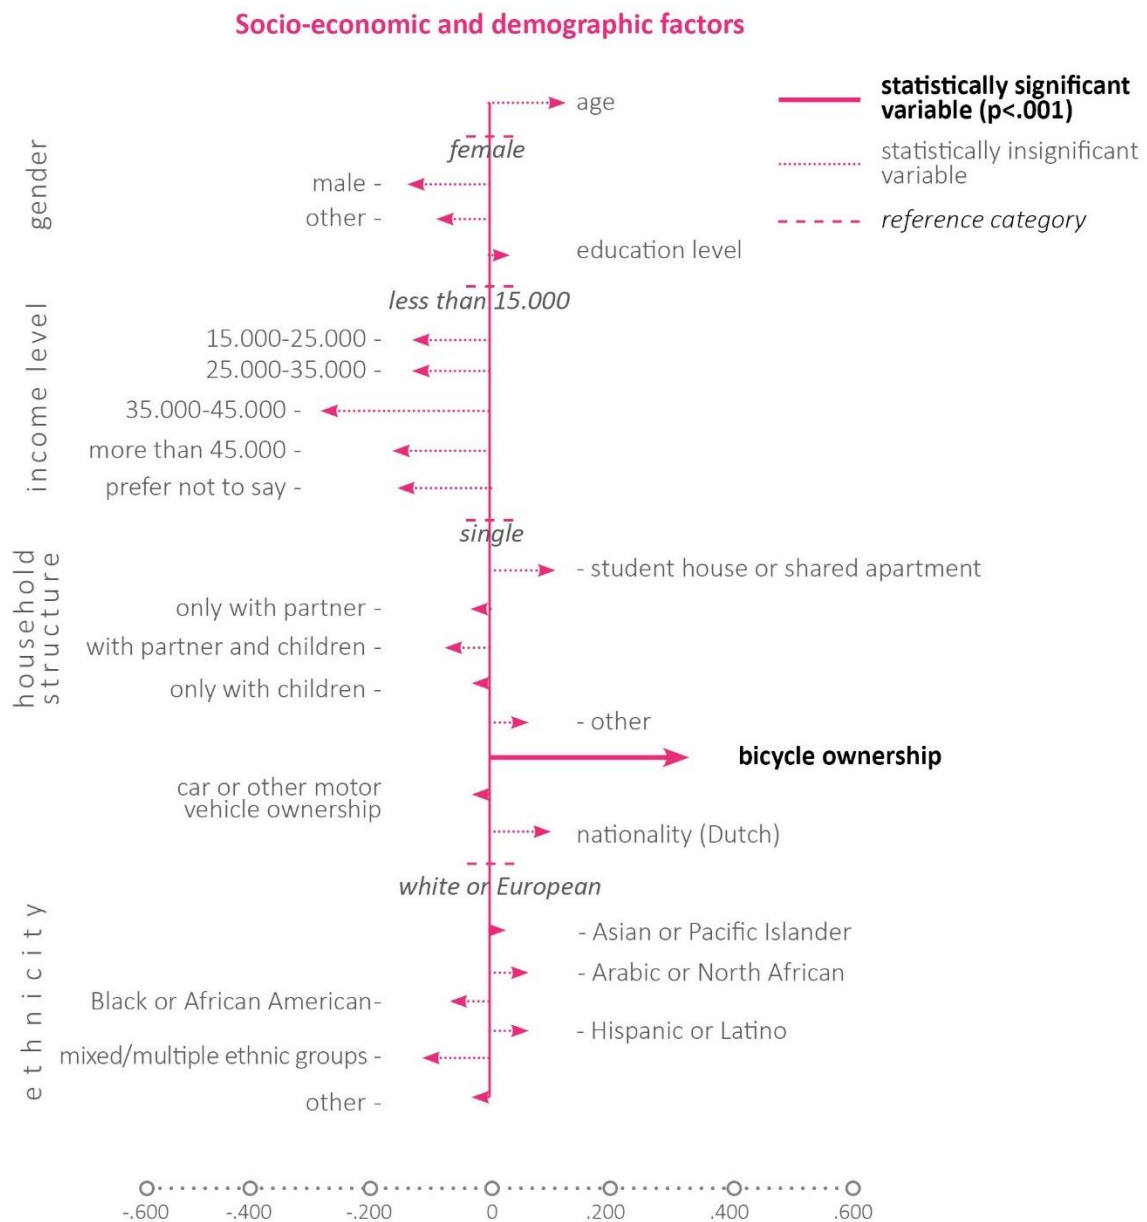 Socio-economic and demographic factors
statistically significant
variable (p<.001)
statistically insignificant
variable
reference category
age
gender
female
male -
other -
education level
income level
less than 15.000
15.000-25.000 -
25.000-35.000 -
35.000-45.000 -
more than 45.000 -
prefer not to say -
household
structure
single
- student house or shared apartment
only with partner -
with partner and children -
only with children -
- other
bicycle ownership
car or other motor
vehicle ownership
nationality (Dutch)
ethnicity
white or European
- Asian or Pacific Islander
- Arabic or North African
Black or African American-
- Hispanic or Latino
mixed/multiple ethnic groups -
other -
-.600 -.400 -.200 0 .200 .400 .600